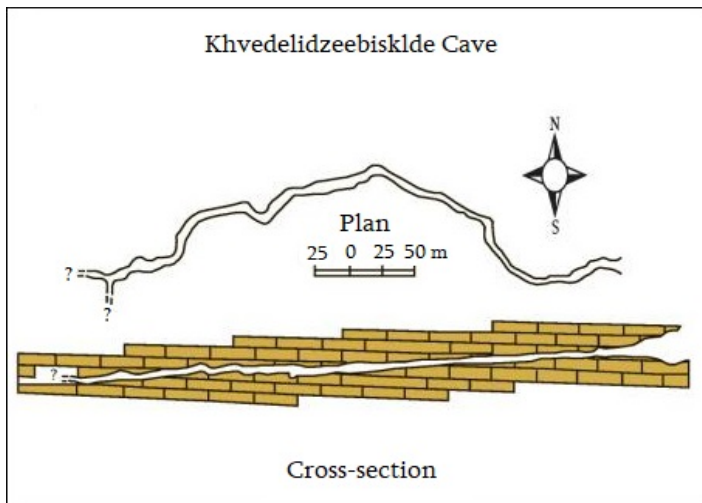 Khvedelidzeebisklde Cave
N
S
Plan
25 0 25 50 m
?
?
?
Cross-section